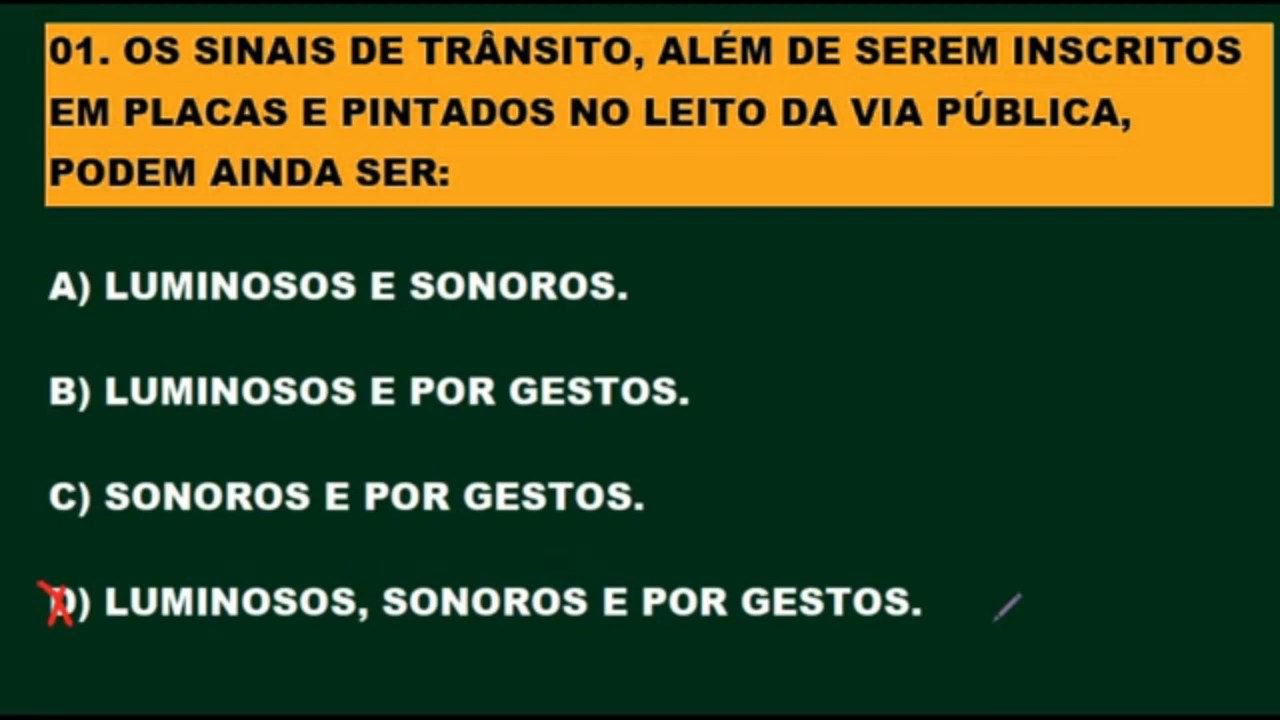 01. OS SINAIS DE TRÂNSITO, ALÉM DE SEREM INSCRITOS
EM PLACAS E PINTADOS NO LEITO DA VIA PÚBLICA,
PODEM AINDA SER:
A) LUMINOSOS E SONOROS.
B) LUMINOSOS E POR GESTOS.
C) SONOROS E POR GESTOS.
D) LUMINOSOS, SONOROS E POR GESTOS.